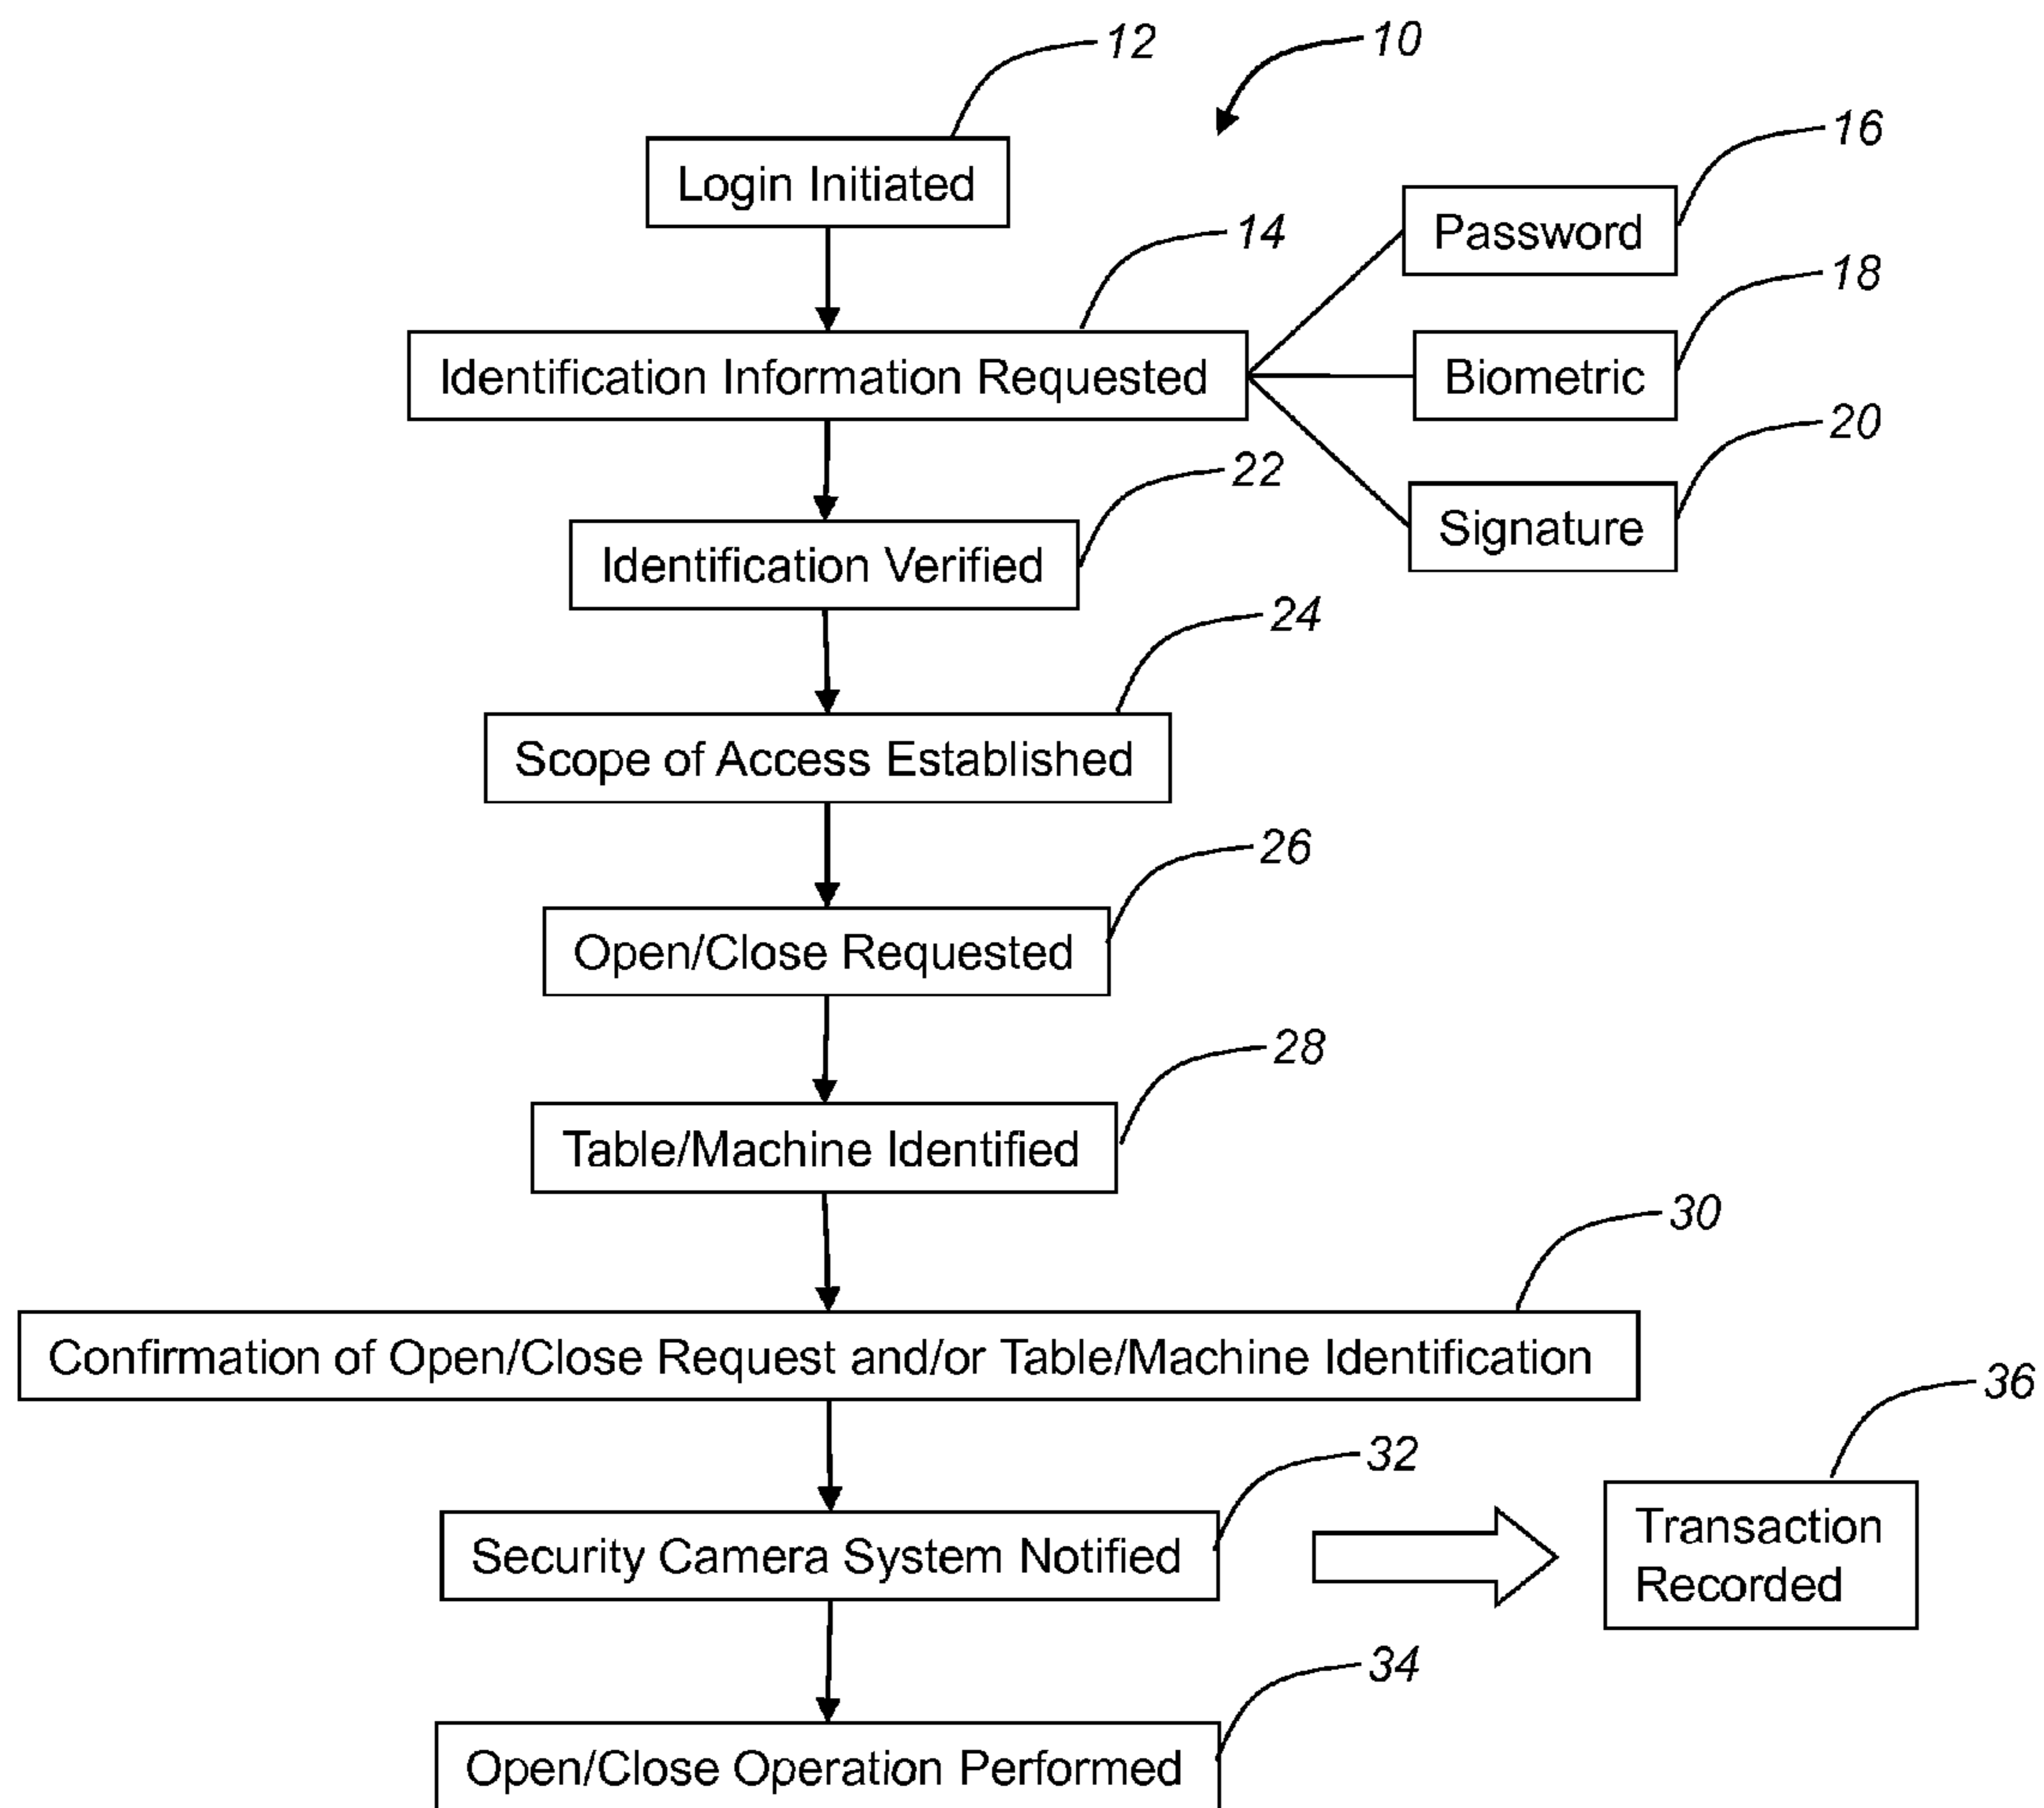 12
10
Login Initiated
16
Password
14
18
Identification Information Requested
Biometric
20
22
Signature
Identification Verified
24
Scope of Access Established
26
Open/Close Requested
28
Table/Machine Identified
30
Confirmation of Open/Close Request and/or Table/Machine Identification
36
32
Transaction
Recorded
Security Camera System Notified
34
Open/Close Operation Performed